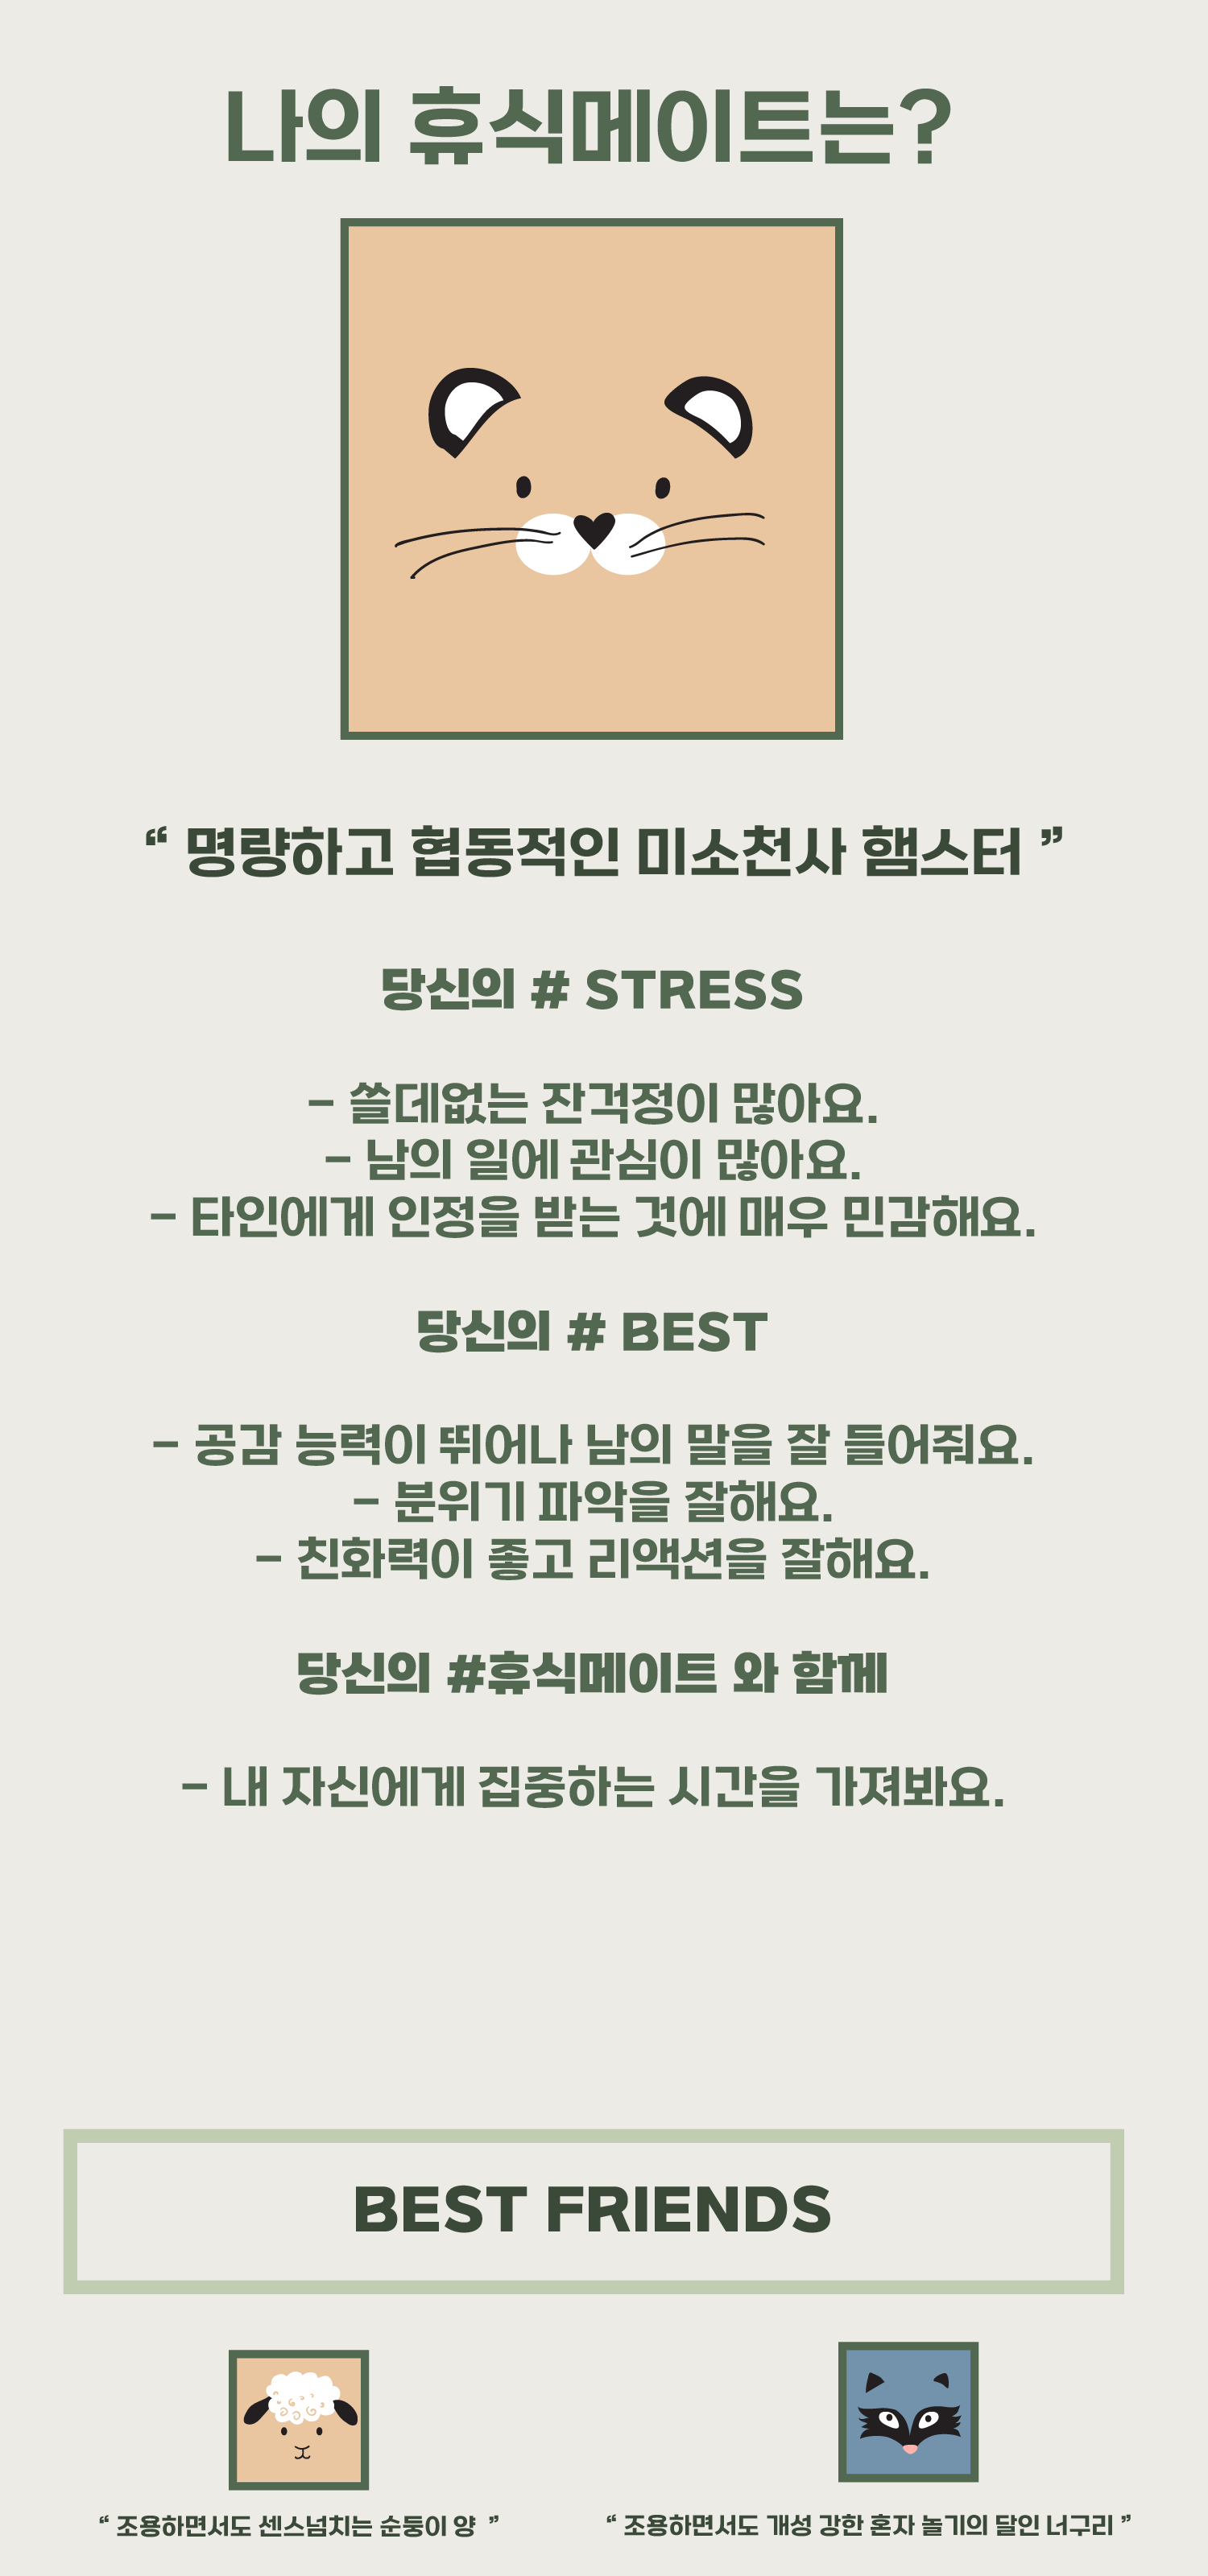 나의 휴식메이트는?
“ 명량하고 협동적인 미소천사 햄스터 ”
당신의 # STRESS
- 쓸데없는 잔걱정이 많아요.
- 남의 일에 관심이 많아요.
- 타인에게 인정을 받는 것에 매우 민감해요.
당신의 # BEST
- 공감 능력이 뛰어나 남의 말을 잘 들어줘요.
- 분위기 파악을 잘해요.
- 친화력이 좋고 리액션을 잘해요.
당신의 #휴식메이트 와 함께
- 내 자신에게 집중하는 시간을 가져봐요.
BEST FRIENDS
“ 조용하면서도 센스넘치는 순둥이 양 ”
“ 조용하면서도 개성 강한 혼자 놀기의 달인 너구리 ”